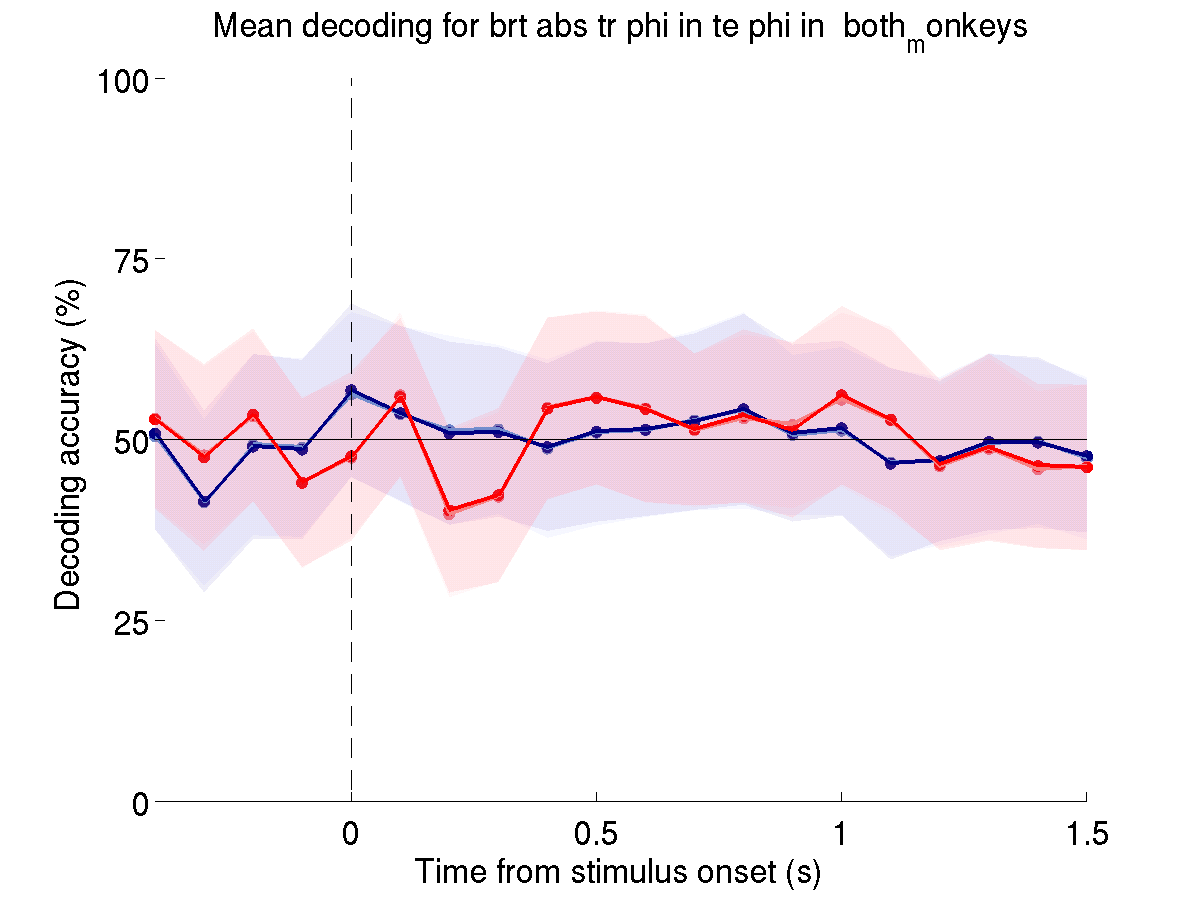 Mean decoding for brt abs tr phi in te phi in both_monkeys
100
75
50
25
0
Decoding accuracy (%)
0 0.5 1 1.5
Time from stimulus onset (s)